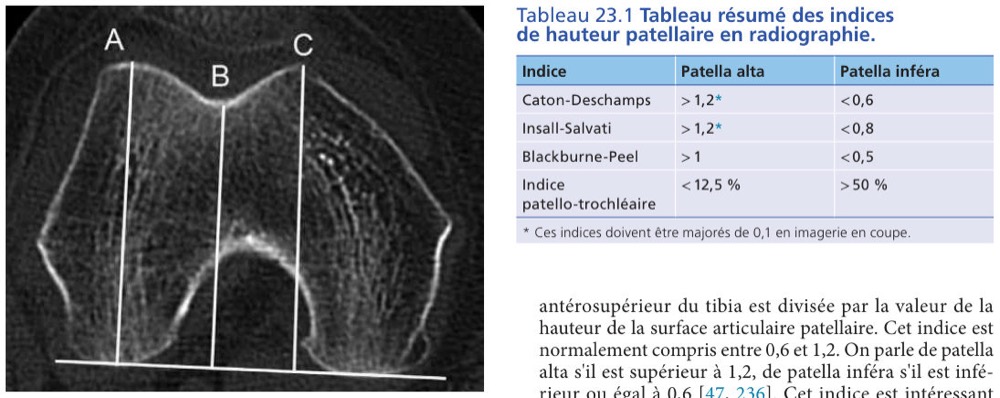 A
B
C
Tableau 23.1 Tableau résumé des indices
de hauteur patellaire en radiographie.
Indice Patella alta Patella inféra
Caton-Deschamps > 1,2* < 0,6
Insall-Salvati > 1,2* < 0,8
Blackburne-Peel > 1 < 0,5
Indice
patello-trochléaire < 12,5 % > 50 %
* Ces indices doivent être majorés de 0,1 en imagerie en coupe.
antérosupérieur du tibia est divisée par la valeur de la
hauteur de la surface articulaire patellaire. Cet indice est
normalement compris entre 0,6 et 1,2. On parle de patella
alta s'il est supérieur à 1,2, de patella inféra s'il est infé-
rieur ou égal à 0,6 [47, 236]. Cet indice est intéressant